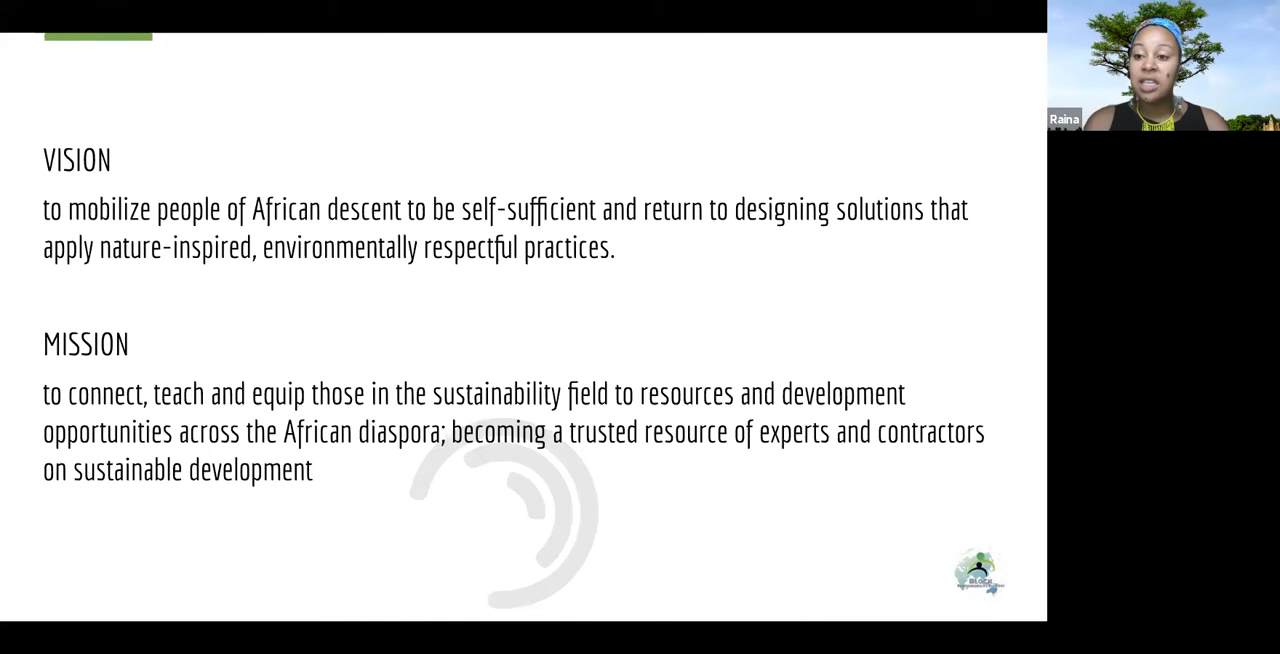 VISION
to mobilize people of African descent to be self-sufficient and return to designing solutions that
apply nature-inspired, environmentally respectful practices.
MISSION
to connect, teach and equip those in the sustainability field to resources and development
opportunities across the African diaspora; becoming a trusted resource of experts and contractors
on sustainable development
Raina